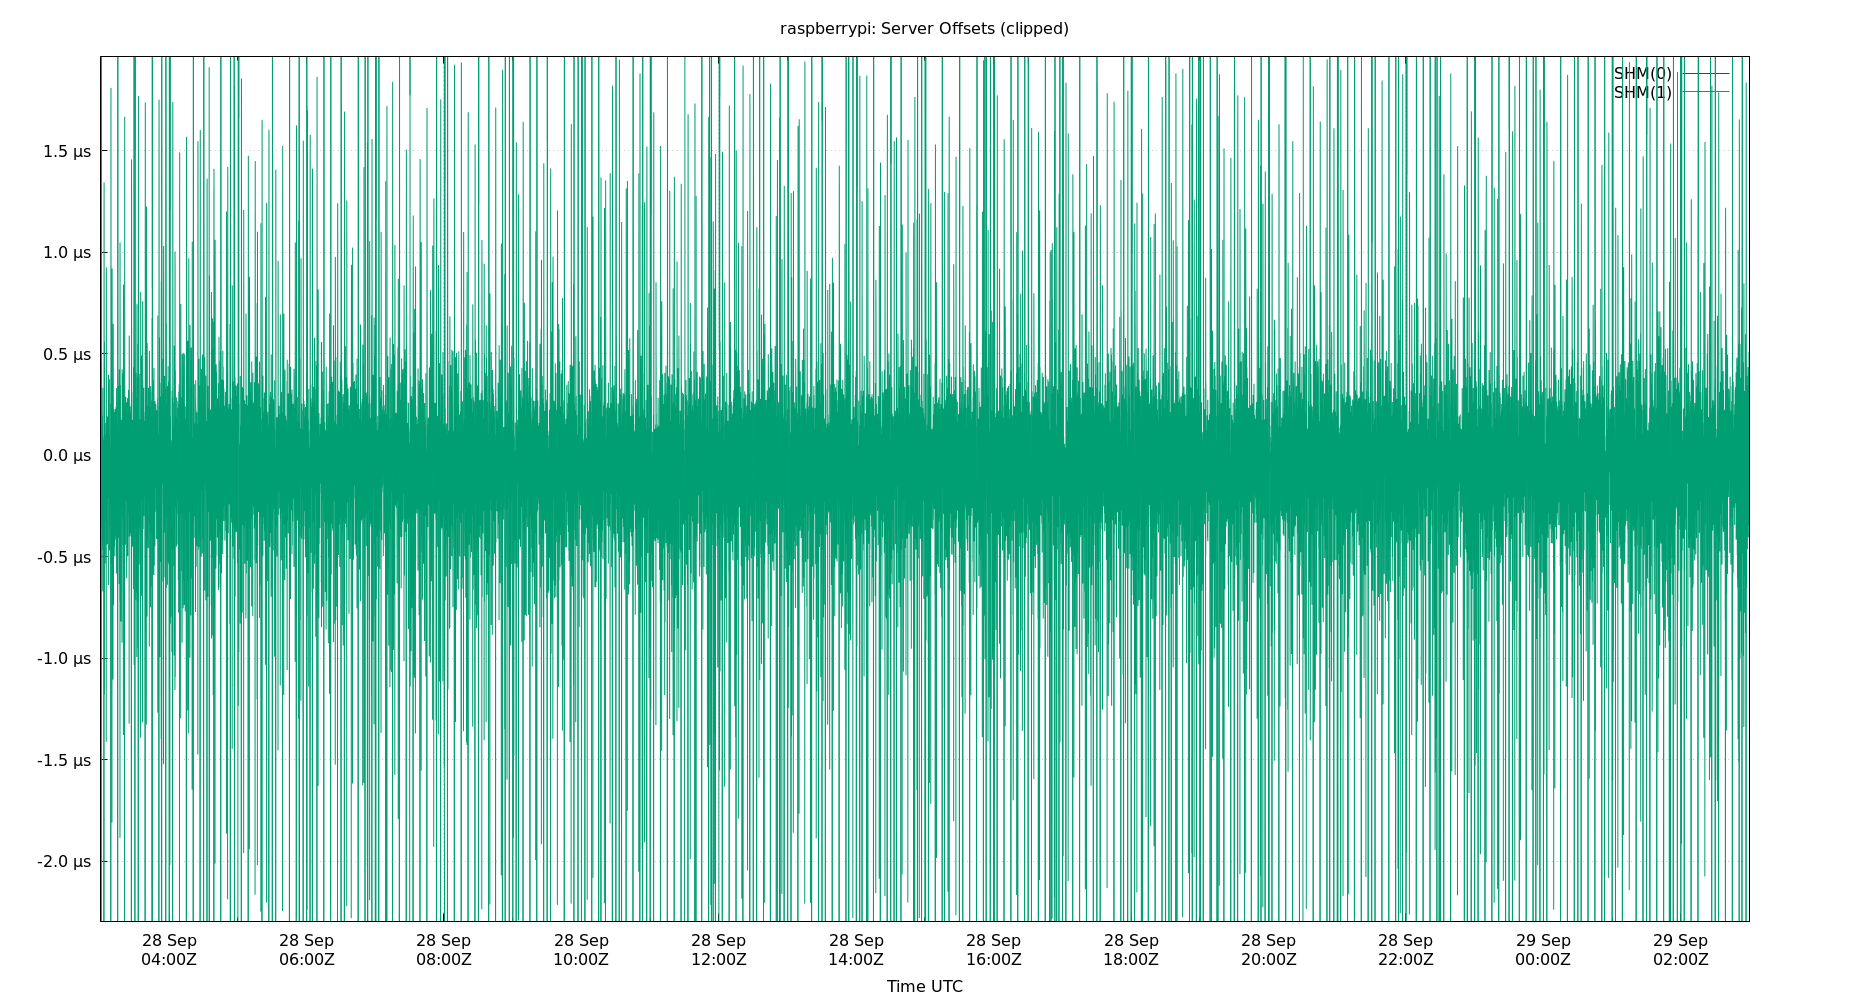 raspberrypi: Server Offsets (clipped)
SHM(0)
SHM(1)
1.5 µs
1.0 µs
0.5 µs
0.0 µs
-0.5 µs
-1.0 µs
-1.5 µs
-2.0 µs
28 Sep 28 Sep 28 Sep 28 Sep 28 Sep 28 Sep 28 Sep 28 Sep 28 Sep 28 Sep 29 Sep 29 Sep
04:00Z 06:00Z 08:00Z 10:00Z 12:00Z 14:00Z 16:00Z 18:00Z 20:00Z 22:00Z 00:00Z 02:00Z
Time UTC